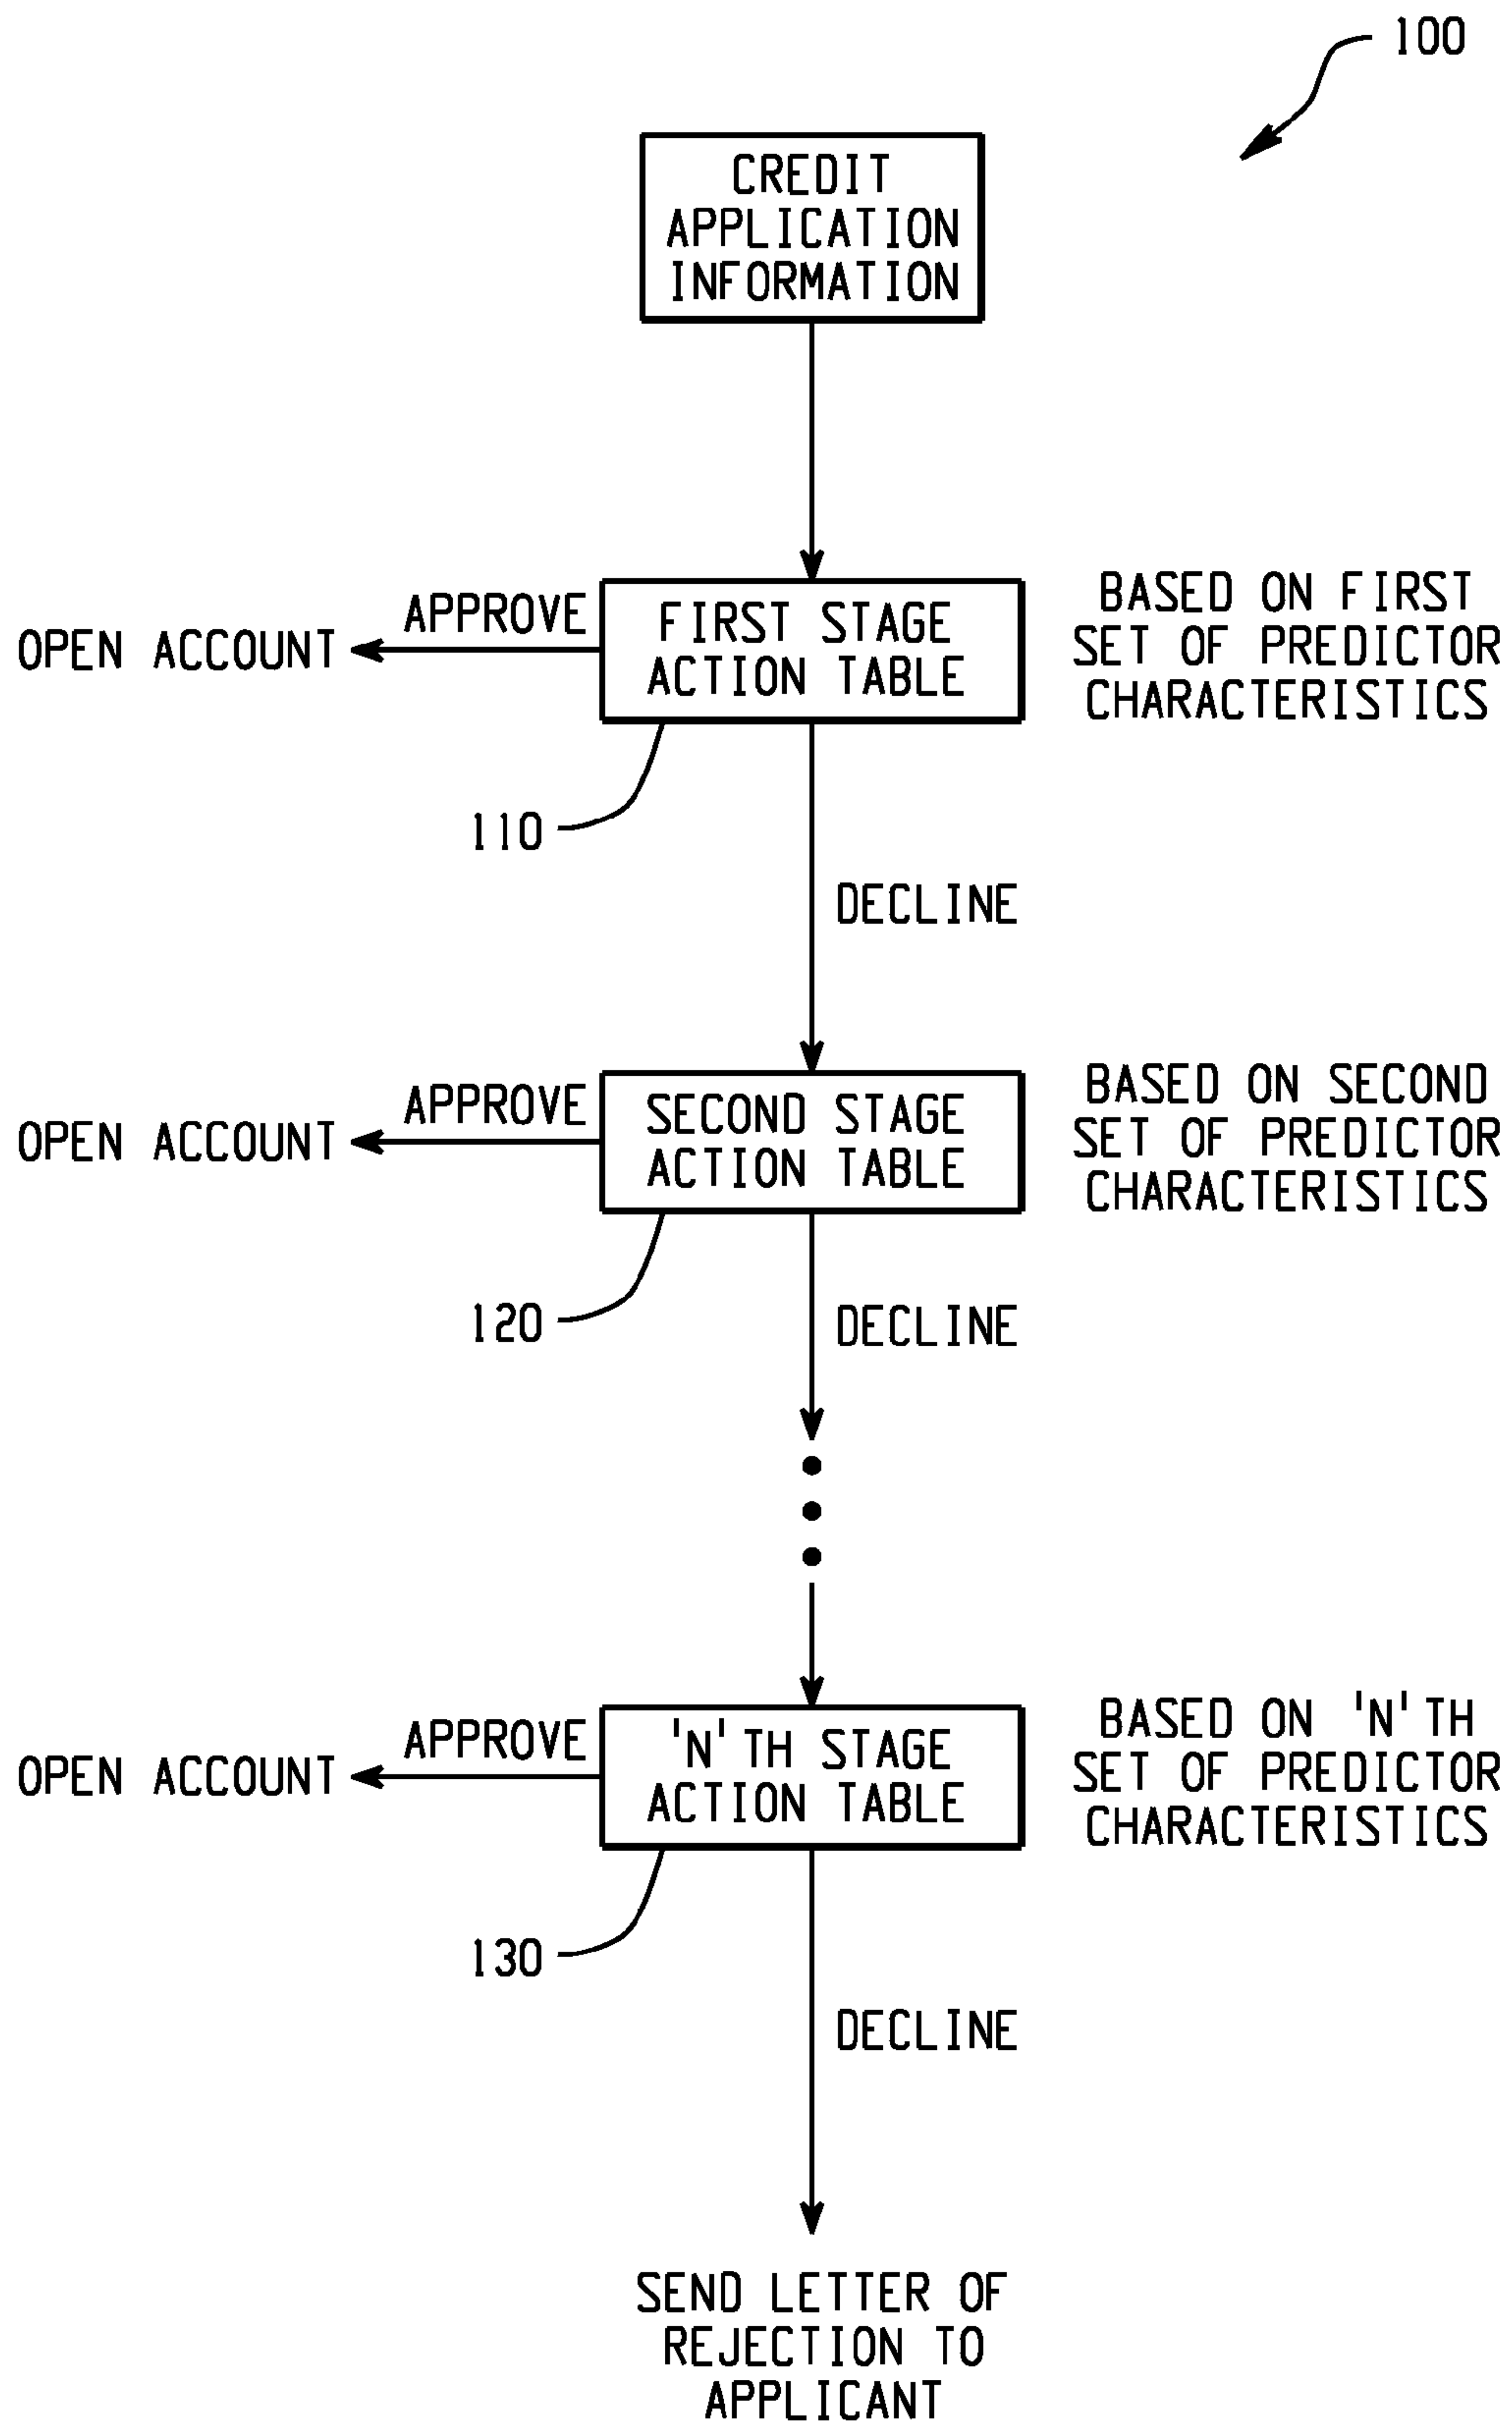 100
CREDIT
APPLICATION
INFORMATION
APPROVE
OPEN ACCOUNT
FIRST STAGE
ACTION TABLE
BASED ON FIRST
SET OF PREDICTOR
CHARACTERISTICS
110
DECLINE
APPROVE
OPEN ACCOUNT
SECOND STAGE
ACTION TABLE
BASED ON SECOND
SET OF PREDICTOR
CHARACTERISTICS
120
DECLINE
APPROVE
OPEN ACCOUNT
'N'TH STAGE
ACTION TABLE
BASED ON 'N'TH
SET OF PREDICTOR
CHARACTERISTICS
130
DECLINE
SEND LETTER OF
REJECTION TO
APPLICANT